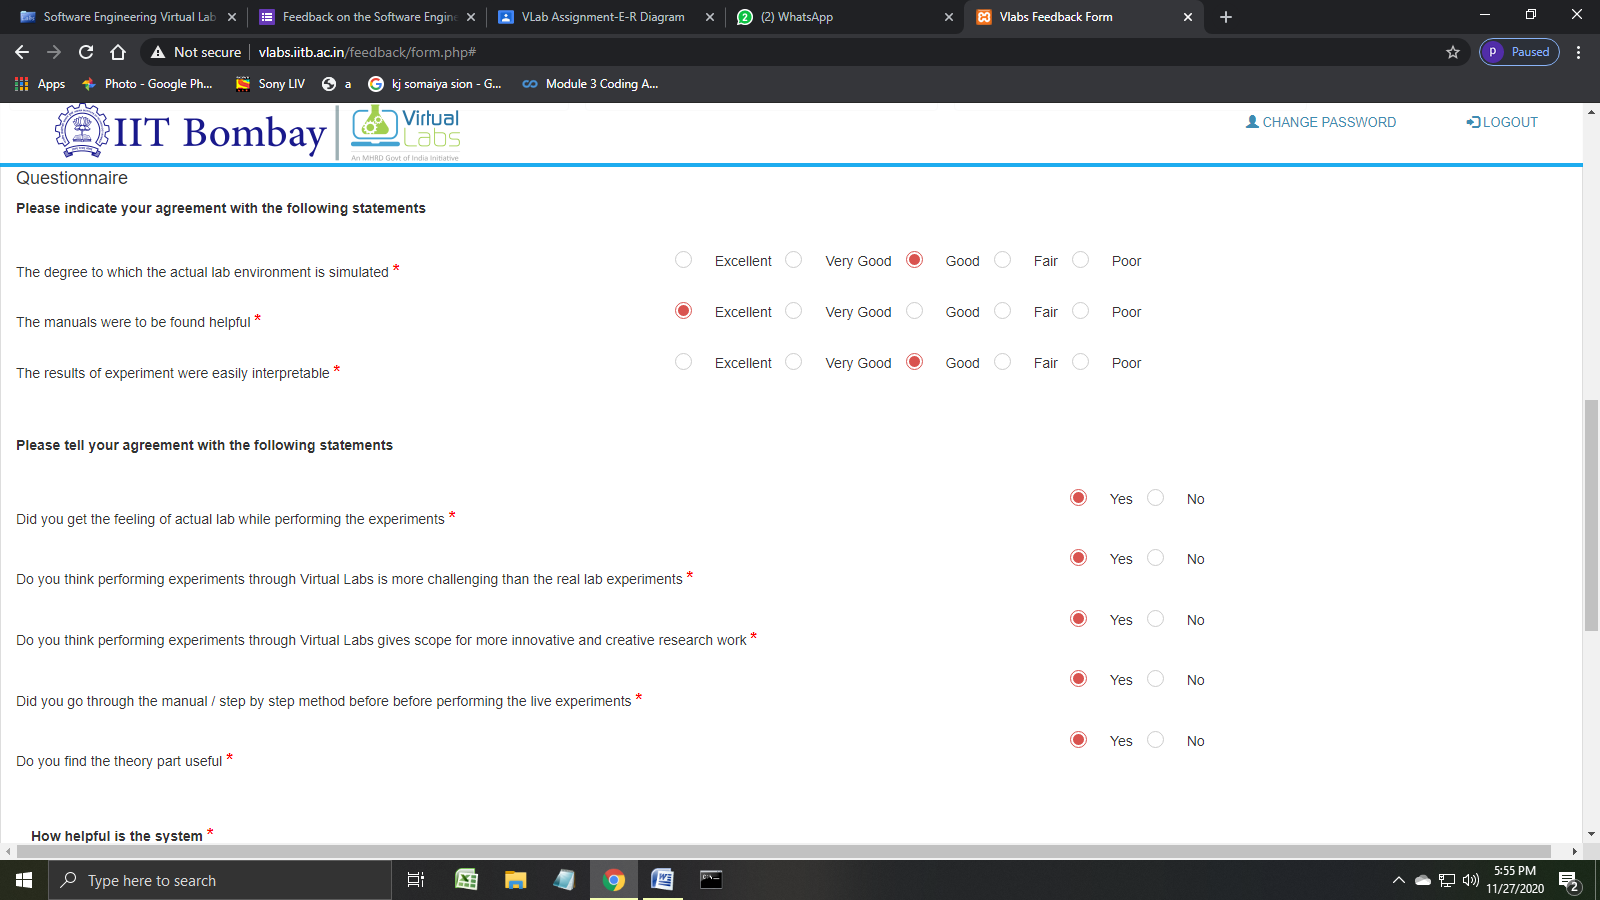 Software Engineering Virtual Lab
Feedback on the Software Engine
VLab Assignment-E-R Diagram
(2) WhatsApp
Vlabs Feedback Form
Not secure
vlabs.iitb.ac.in/feedback/form.php#
P
Paused
Apps
Photo - Google Ph...
Sony LIV
a
kj somaiya sion - G...
Module 3 Coding A...
IIT Bombay
Virtual
Labs
An MHRD Govt of India Initiative
CHANGE PASSWORD
LOGOUT
Questionnaire
Please indicate your agreement with the following statements
The degree to which the actual lab environment is simulated *
Excellent Very Good Good Fair Poor
The manuals were to be found helpful *
Excellent Very Good Good Fair Poor
The results of experiment were easily interpretable *
Excellent Very Good Good Fair Poor
Please tell your agreement with the following statements
Did you get the feeling of actual lab while performing the experiments *
Yes No
Do you think performing experiments through Virtual Labs is more challenging than the real lab experiments *
Yes No
Do you think performing experiments through Virtual Labs gives scope for more innovative and creative research work *
Yes No
Did you go through the manual / step by step method before before performing the live experiments *
Yes No
Do you find the theory part useful *
Yes No
How helpful is the system *
Type here to search
5:55 PM
11/27/2020
2